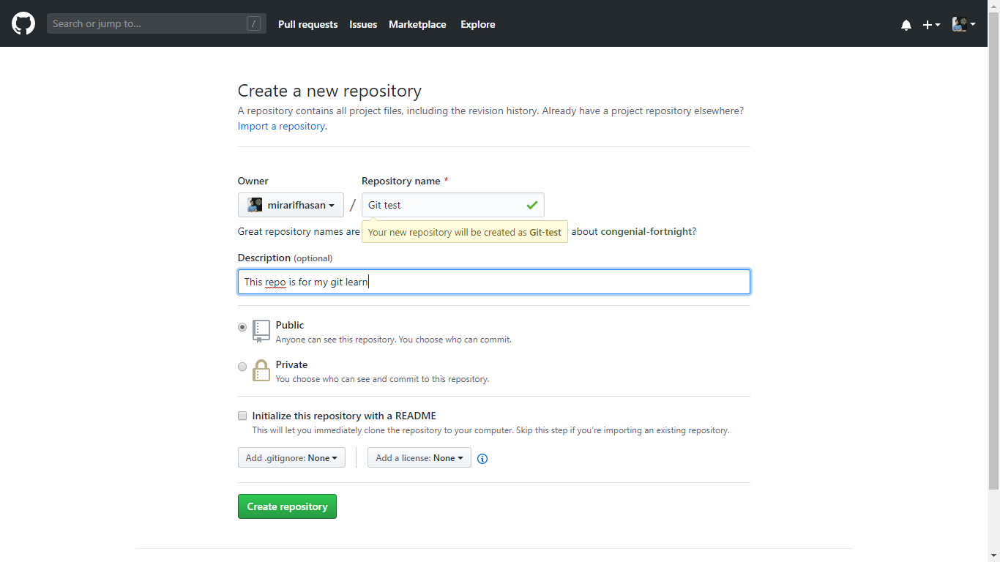 Search or jump to... /
Pull requests Issues Marketplace Explore
Create a new repository
A repository contains all project files, including the revision history. Already have a project repository elsewhere?
Import a repository.
Owner Repository name *
mirarifhasan / Git test
Great repository names are about congenial-fortnight?
Your new repository will be created as Git-test
Description (optional)
This repo is for my git learn
Public
Anyone can see this repository. You choose who can commit.
Private
You choose who can see and commit to this repository.
Initialize this repository with a README
This will let you immediately clone the repository to your computer. Skip this step if you’re importing an existing repository.
Add .gitignore: None Add a license: None
Create repository